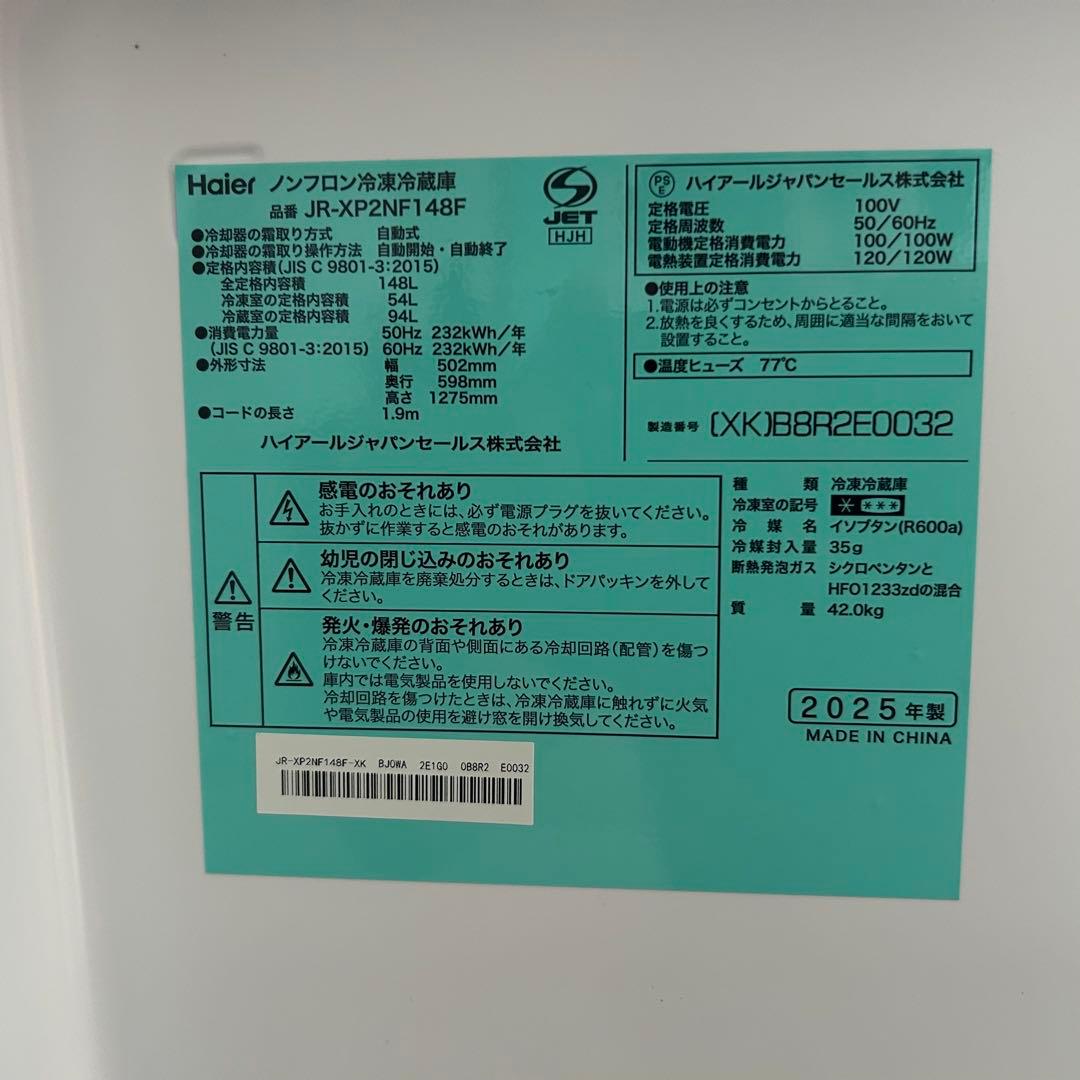 Haier ノンフロン冷凍冷蔵庫
品番 JR-XP2NF148F
●冷却器の霜取り方式 自動式
●冷却器の霜取り操作方法 自動開始・自動終了
●定格内容積(JIS C 9801-3:2015)
全定格内容積 148L
冷凍室の定格内容積 54L
冷蔵室の定格内容積 94L
●消費電力量 50Hz 232kWh/年
(JIS C 9801-3:2015) 60Hz 232kWh/年
●外形寸法 幅 502mm
奥行 598mm
高さ 1275mm
●コードの長さ 1.9m
ハイアールジャパンセールス株式会社
JET
HJH
PS
E
ハイアールジャパンセールス株式会社
定格電圧 100V
定格周波数 50/60Hz
電動機定格消費電力 100/100W
電熱装置定格消費電力 120/120W
●使用上の注意
1.電源は必ずコンセントからとること。
2.放熱を良くするため、周囲に適当な間隔をおいて
設置すること。
●温度ヒューズ 77℃
製造番号 (XK)B8R2E0032
警告
感電のおそれあり
お手入れのときには、必ず電源プラグを抜いてください。
抜かずに作業すると感電のおそれがあります。
幼児の閉じ込みのおそれあり
冷凍冷蔵庫を廃棄処分するときは、ドアパッキンを外して
ください。
発火・爆発のおそれあり
冷凍冷蔵庫の背面や側面にある冷却回路(配管)を傷つ
けないでください。
庫内では電気製品を使用しないでください。
冷却回路を傷つけたときは、冷凍冷蔵庫に触れずに火気
や電気製品の使用を避け窓を開け換気してください。
種類 冷凍冷蔵庫
冷凍室の記号 * ***
冷媒名 イソブタン(R600a)
冷媒封入量 35g
断熱発泡ガス シクロペンタンと
HFO1233zdの混合
質量 42.0kg
2025年製
MADE IN CHINA
JR-XP2NF148F-XK BJ0WA 2E1G0 0B8R2 E0032